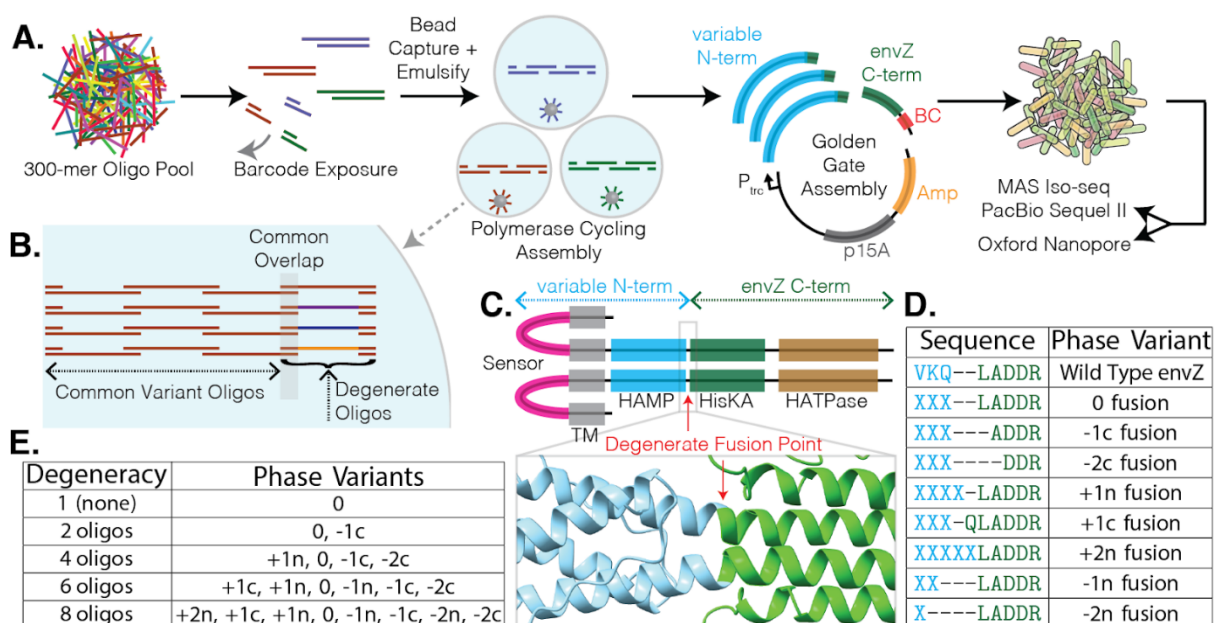 A.
300-mer Oligo Pool
Barcode Exposure
Bead
Capture +
Emulsify
Polymerase Cycling
Assembly
variable
N-term
envZ
C-term
BC
Golden
Gate
Assembly
Amp
Ptrc
p15A
MAS Iso-seq
PacBio Sequel II
Oxford Nanopore
B.
Common
Overlap
Common Variant Oligos
Degenerate
Oligos
C.
variable N-term
envZ C-term
Sensor
HAMP
HisKA
HATPase
TM
Degenerate Fusion Point
D.
Sequence Phase Variant
VKQ--LADDR Wild Type envZ
XXX--LADDR 0 fusion
XXX---ADDR -1c fusion
XXX----DDR -2c fusion
XXXX-LADDR +1n fusion
XXX-QLADDR +1c fusion
XXXXXLADDR +2n fusion
XX---LADDR -1n fusion
X----LADDR -2n fusion
E.
Degeneracy Phase Variants
1 (none) 0
2 oligos 0, -1c
4 oligos +1n, 0, -1c, -2c
6 oligos +1c, +1n, 0, -1n, -1c, -2c
8 oligos +2n, +1c, +1n, 0, -1n, -1c, -2n, -2c